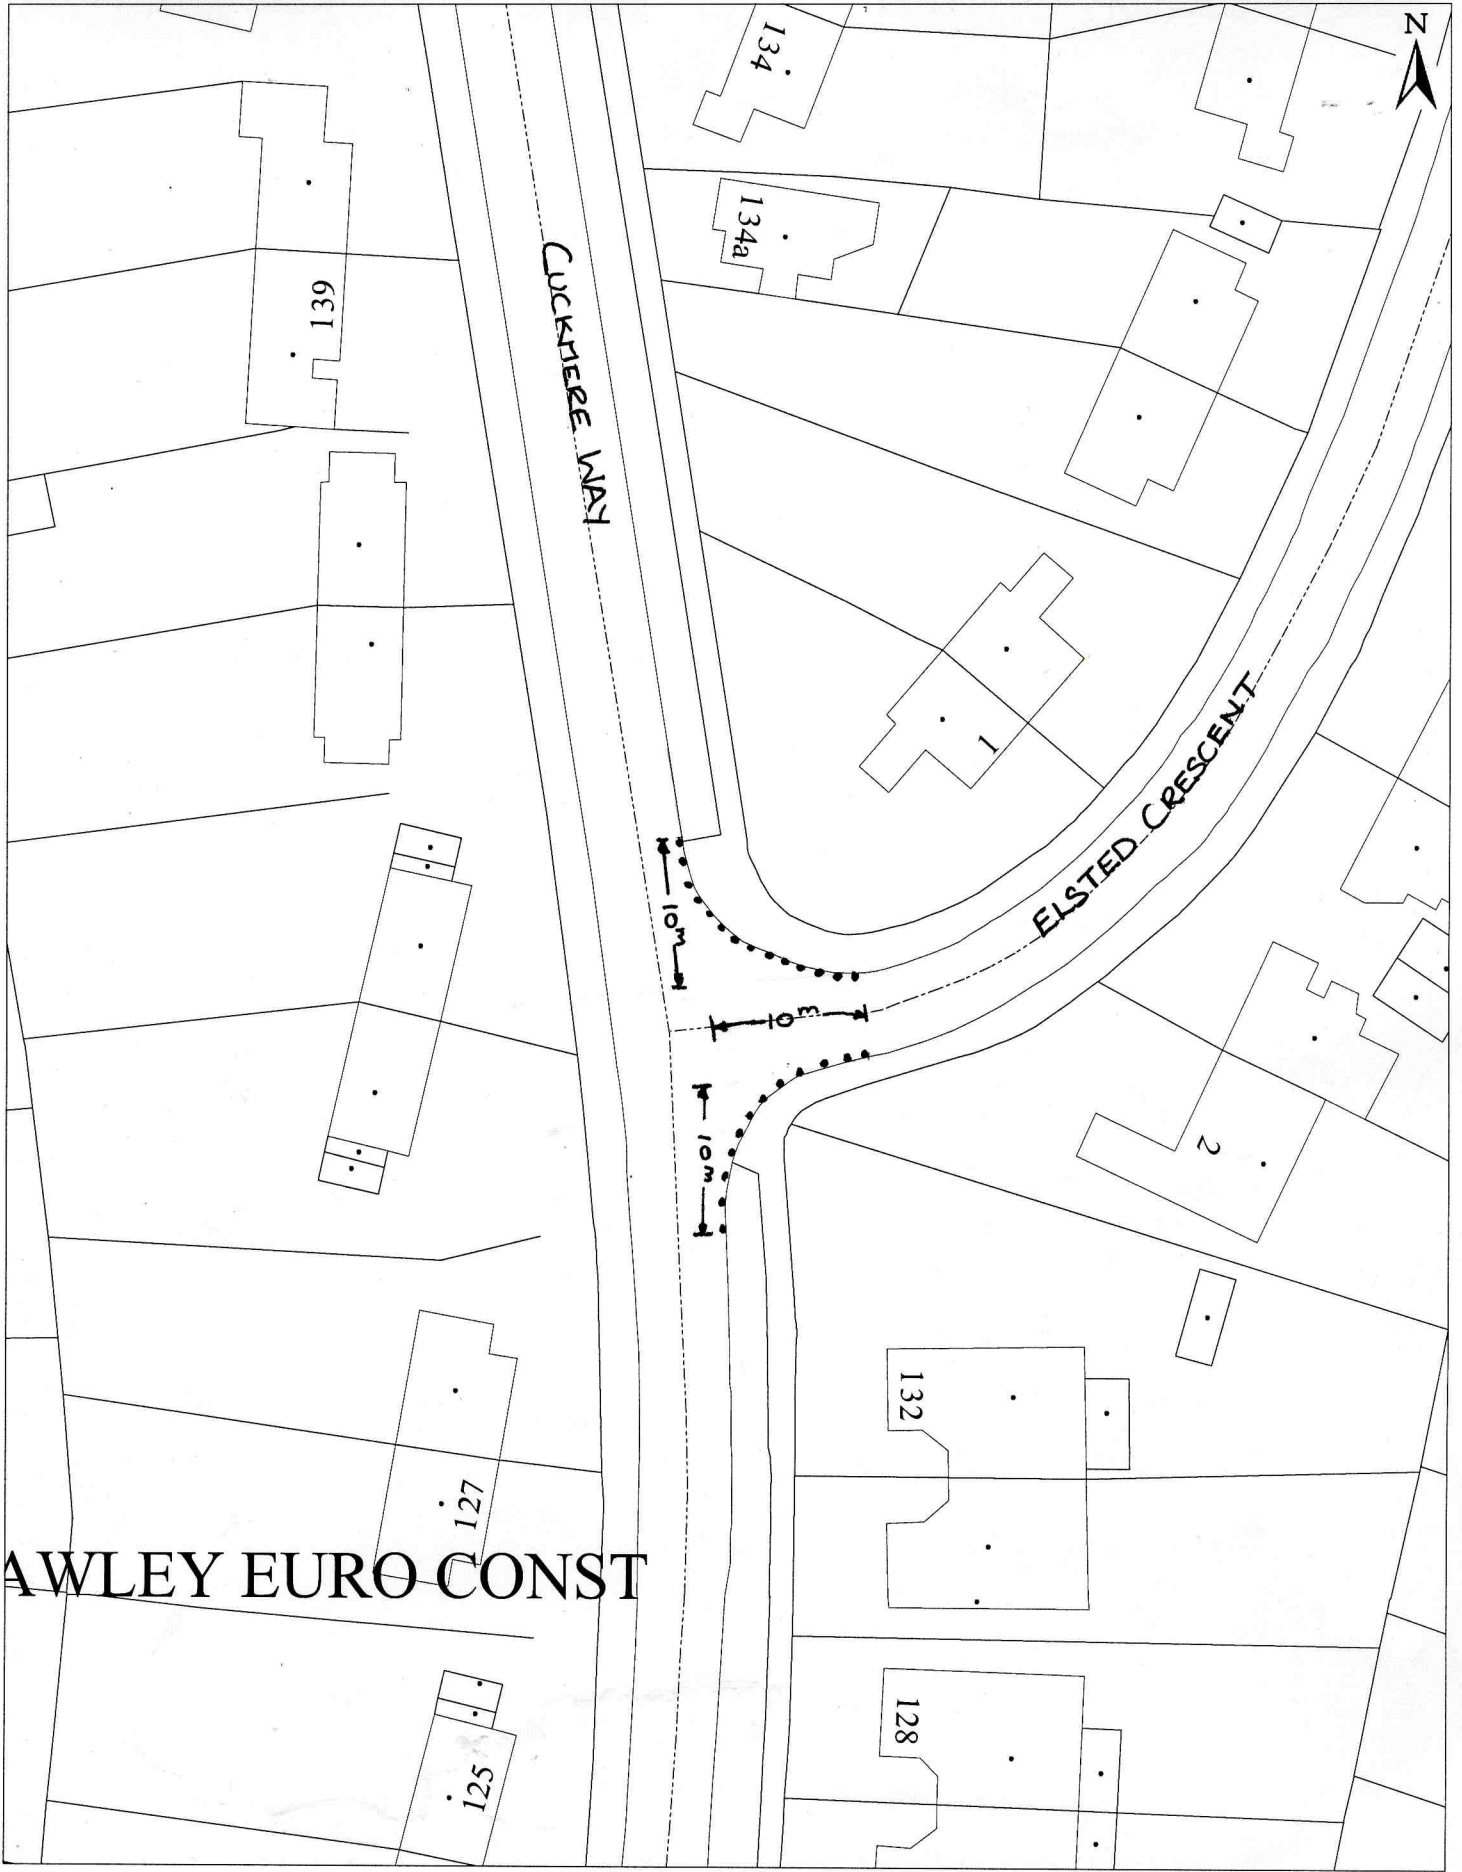 N
134
134a
139
CUCKMERE WAY
1
ELSTED CRESCENT
10m
10m
10m
2
132
127
AWLEY EURO CONST
128
125